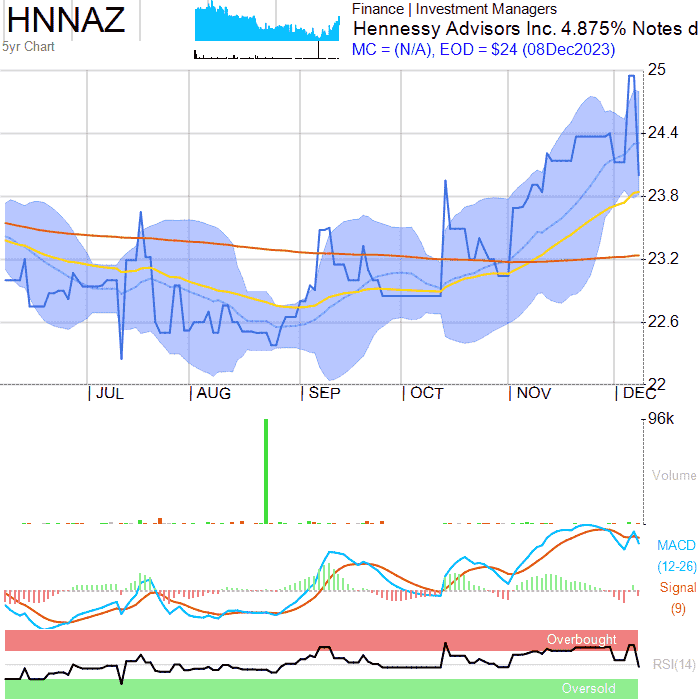 HNNAZ
5yr Chart
Finance | Investment Managers
Hennessy Advisors Inc. 4.875% Notes d
MC = (N/A), EOD = $24 (08Dec2023)
25
24.4
23.8
23.2
22.6
22
JUL AUG SEP OCT NOV DEC
96k
Volume
MACD
(12-26)
Signal
(9)
Overbought
RSI(14)
Oversold